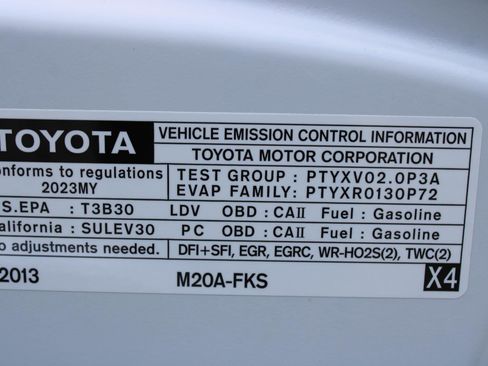 TOYOTA VEHICLE EMISSION CONTROL INFORMATION
TOYOTA MOTOR CORPORATION
onforms to regulations TEST GROUP : PTYXV02.0P3A
2023MY EVAP FAMILY: PTYXR0130P72
.S.EPA : T3B30 LDV OBD : CAII Fuel : Gasoline
alifornia : SULEV30 PC OBD : CAII Fuel : Gasoline
o adjustments needed. DFI+SFI, EGR, EGRC, WR-HO2S(2), TWC(2)
2013 M20A-FKS X4